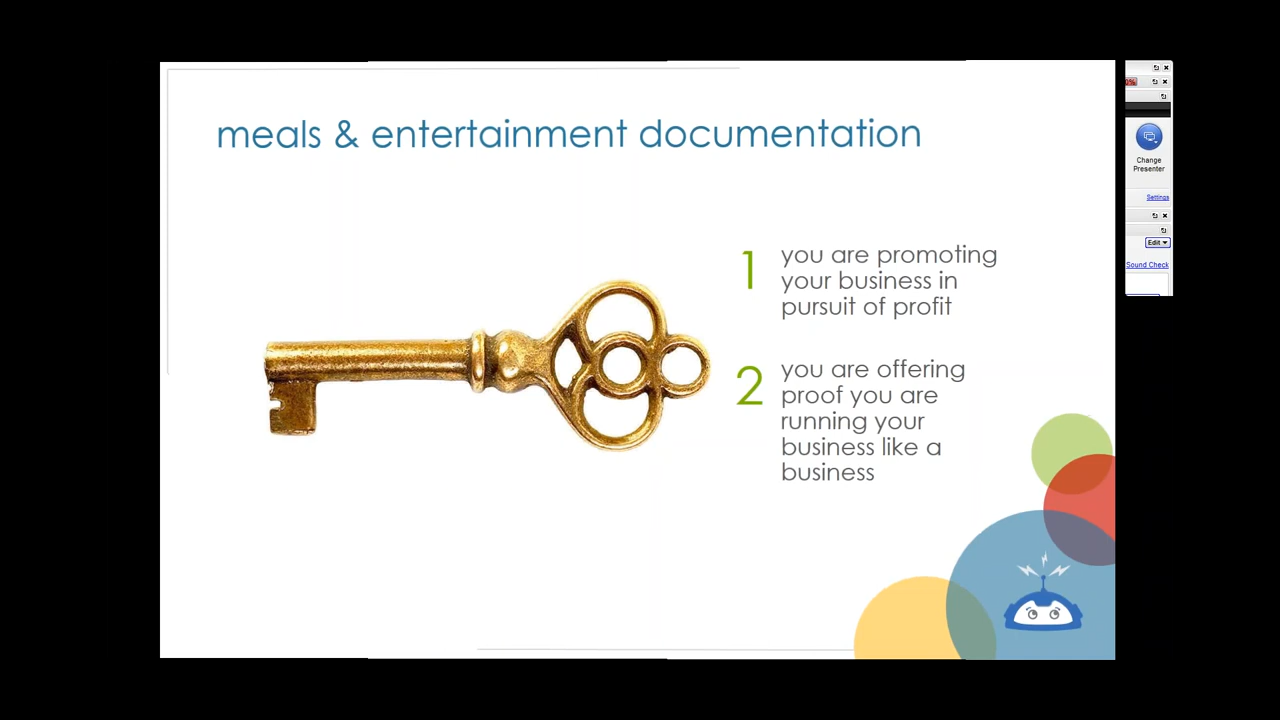 meals & entertainment documentation
1 you are promoting
your business in
pursuit of profit
2 you are offering
proof you are
running your
business like a
business
Change
Presenter
Settings
Edit
Sound Check